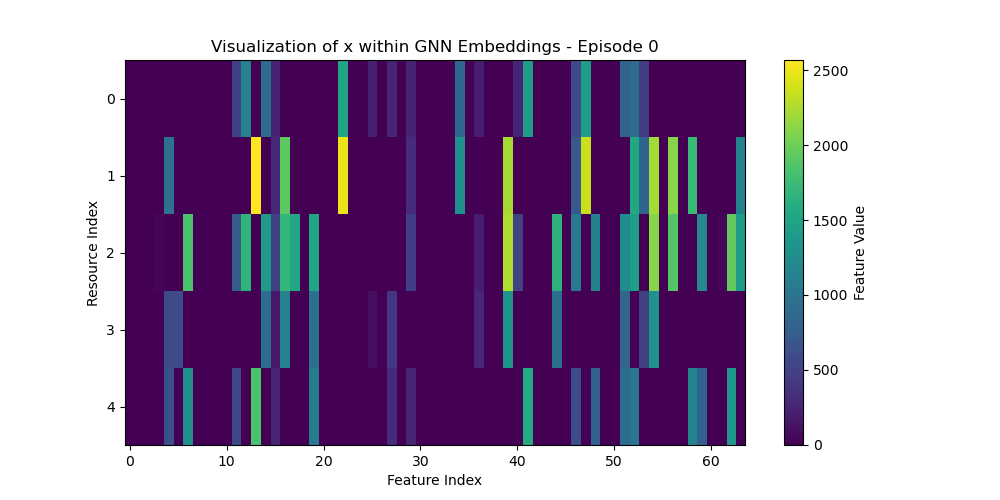 Visualization of x within GNN Embeddings - Episode 0
Resource Index
0
1
2
3
4
0 10 20 30 40 50 60
Feature Index
2500
2000
1500
1000
500
0
Feature Value